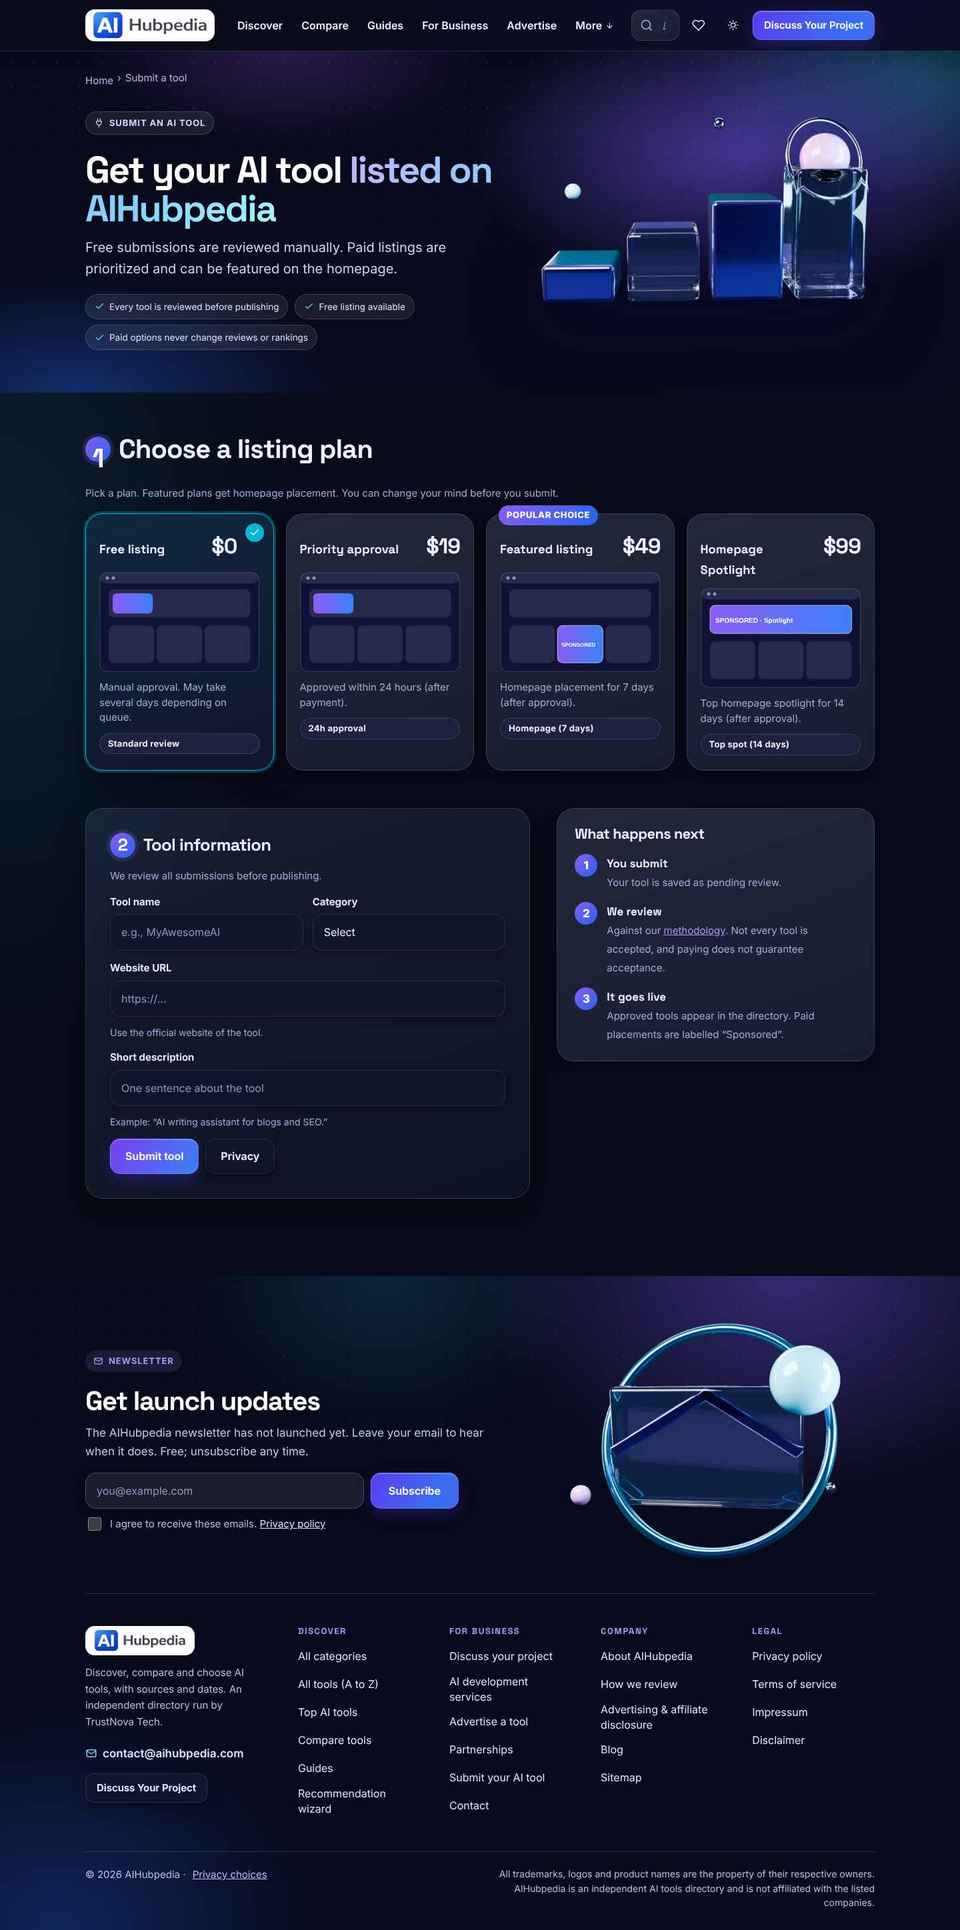 AI Hubpedia
Discover
Compare
Guides
For Business
Advertise
More
/
Discuss Your Project
Home › Submit a tool
SUBMIT AN AI TOOL
Get your AI tool listed on
AIHubpedia
Free submissions are reviewed manually. Paid listings are
prioritized and can be featured on the homepage.
Every tool is reviewed before publishing
Free listing available
Paid options never change reviews or rankings
1 Choose a listing plan
Pick a plan. Featured plans get homepage placement. You can change your mind before you submit.
Free listing $0
Manual approval. May take
several days depending on
queue.
Standard review
Priority approval $19
Approved within 24 hours (after
payment).
24h approval
POPULAR CHOICE
Featured listing $49
SPONSORED
Homepage placement for 7 days
(after approval).
Homepage (7 days)
Homepage $99
Spotlight
SPONSORED · Spotlight
Top homepage spotlight for 14
days (after approval).
Top spot (14 days)
2 Tool information
We review all submissions before publishing.
Tool name
e.g., MyAwesomeAI
Category
Select
Website URL
https://...
Use the official website of the tool.
Short description
One sentence about the tool
Example: “AI writing assistant for blogs and SEO.”
Submit tool
Privacy
What happens next
1 You submit
Your tool is saved as pending review.
2 We review
Against our methodology. Not every tool is
accepted, and paying does not guarantee
acceptance.
3 It goes live
Approved tools appear in the directory. Paid
placements are labelled “Sponsored”.
NEWSLETTER
Get launch updates
The AIHubpedia newsletter has not launched yet. Leave your email to hear
when it does. Free; unsubscribe any time.
you@example.com
Subscribe
I agree to receive these emails. Privacy policy
AI Hubpedia
Discover, compare and choose AI
tools, with sources and dates. An
independent directory run by
TrustNova Tech.
contact@aihubpedia.com
Discuss Your Project
DISCOVER
All categories
All tools (A to Z)
Top AI tools
Compare tools
Guides
Recommendation
wizard
FOR BUSINESS
Discuss your project
AI development
services
Advertise a tool
Partnerships
Submit your AI tool
Contact
COMPANY
About AIHubpedia
How we review
Advertising & affiliate
disclosure
Blog
Sitemap
LEGAL
Privacy policy
Terms of service
Impressum
Disclaimer
© 2026 AIHubpedia · Privacy choices
All trademarks, logos and product names are the property of their respective owners.
AIHubpedia is an independent AI tools directory and is not affiliated with the listed
companies.